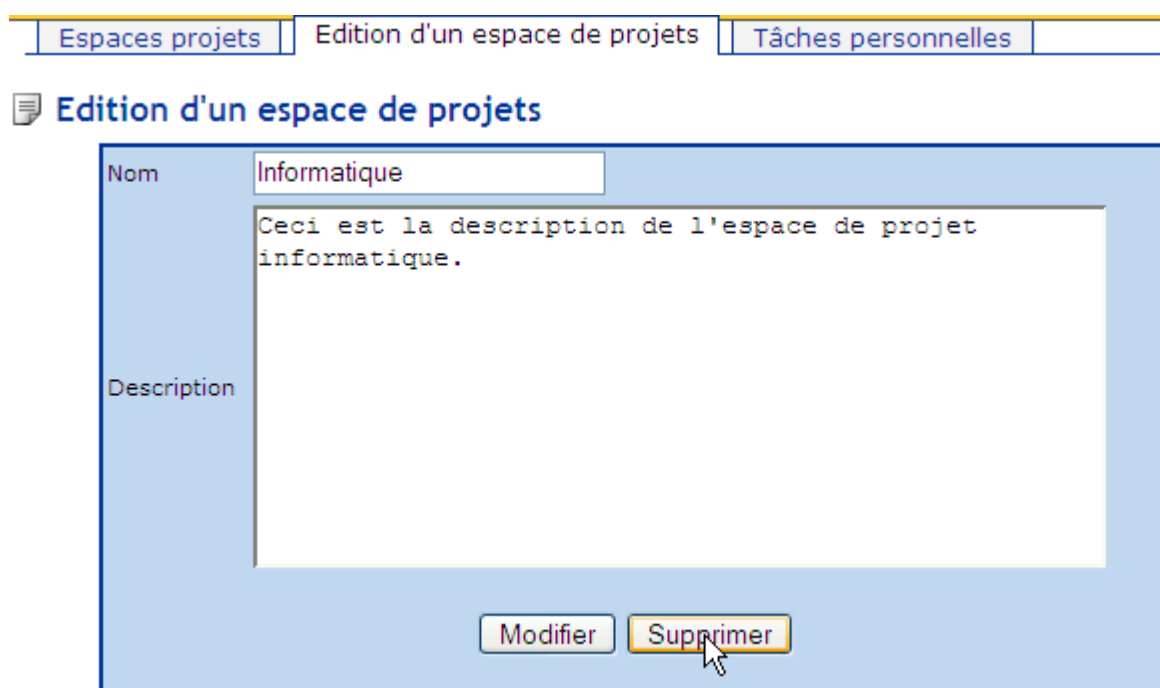 Espaces projets
Edition d'un espace de projets
Tâches personnelles
Edition d'un espace de projets
Nom
Informatique
Ceci est la description de l'espace de projet
informatique.
Description
Modifier
Supprimer